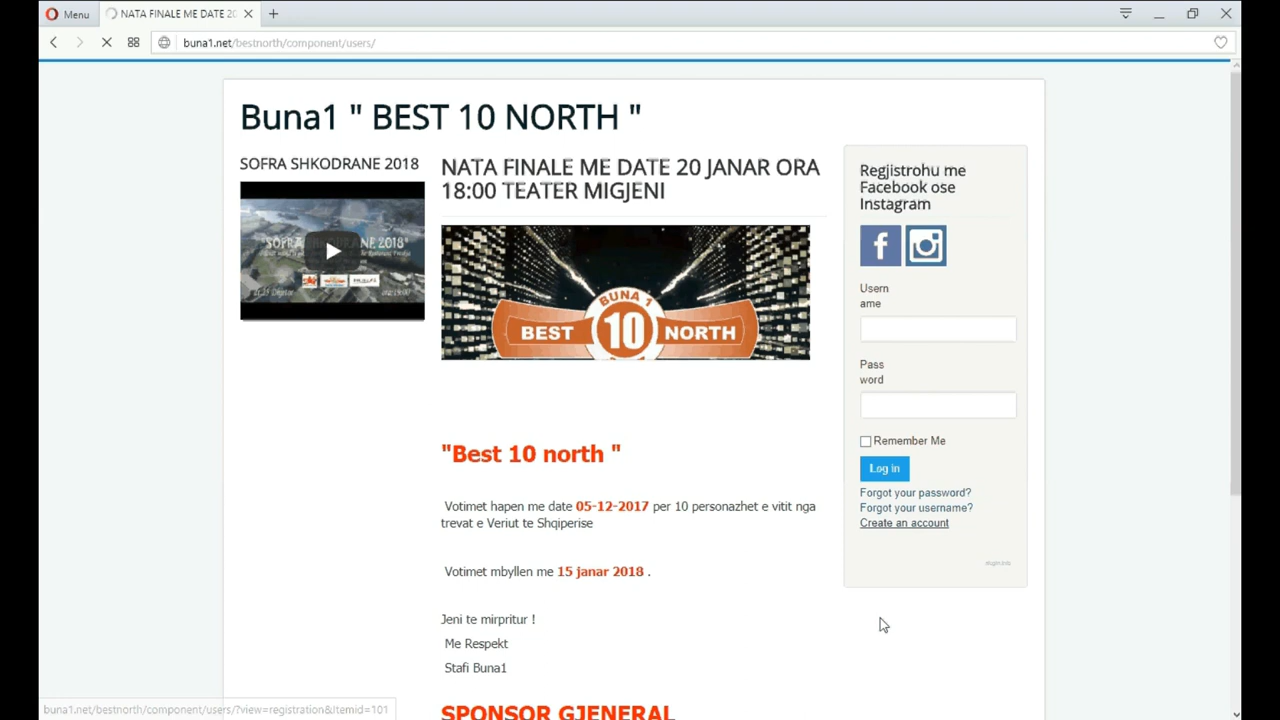 Menu
NATA FINALE ME DATE 20
buna1.net/bestnorth/component/users/
Buna1 " BEST 10 NORTH "
SOFRA SHKODRANE 2018
"SOFRA SHKODRANE 2018"
NATA FINALE ME DATE 20 JANAR ORA
18:00 TEATER MIGJENI
BUNA 1
BEST 10 NORTH
"Best 10 north "
Votimet hapen me date 05-12-2017 per 10 personazhet e vitit nga
trevat e Veriut te Shqiperise
Votimet mbyllen me 15 janar 2018 .
Jeni te mirpritur !
Me Respekt
Stafi Buna1
SPONSOR GJENERAL
Regjistrohu me
Facebook ose
Instagram
Usern
ame
Pass
word
Remember Me
Log in
Forgot your password?
Forgot your username?
Create an account
buna1.net/bestnorth/component/users/?view=registration&Itemid=101